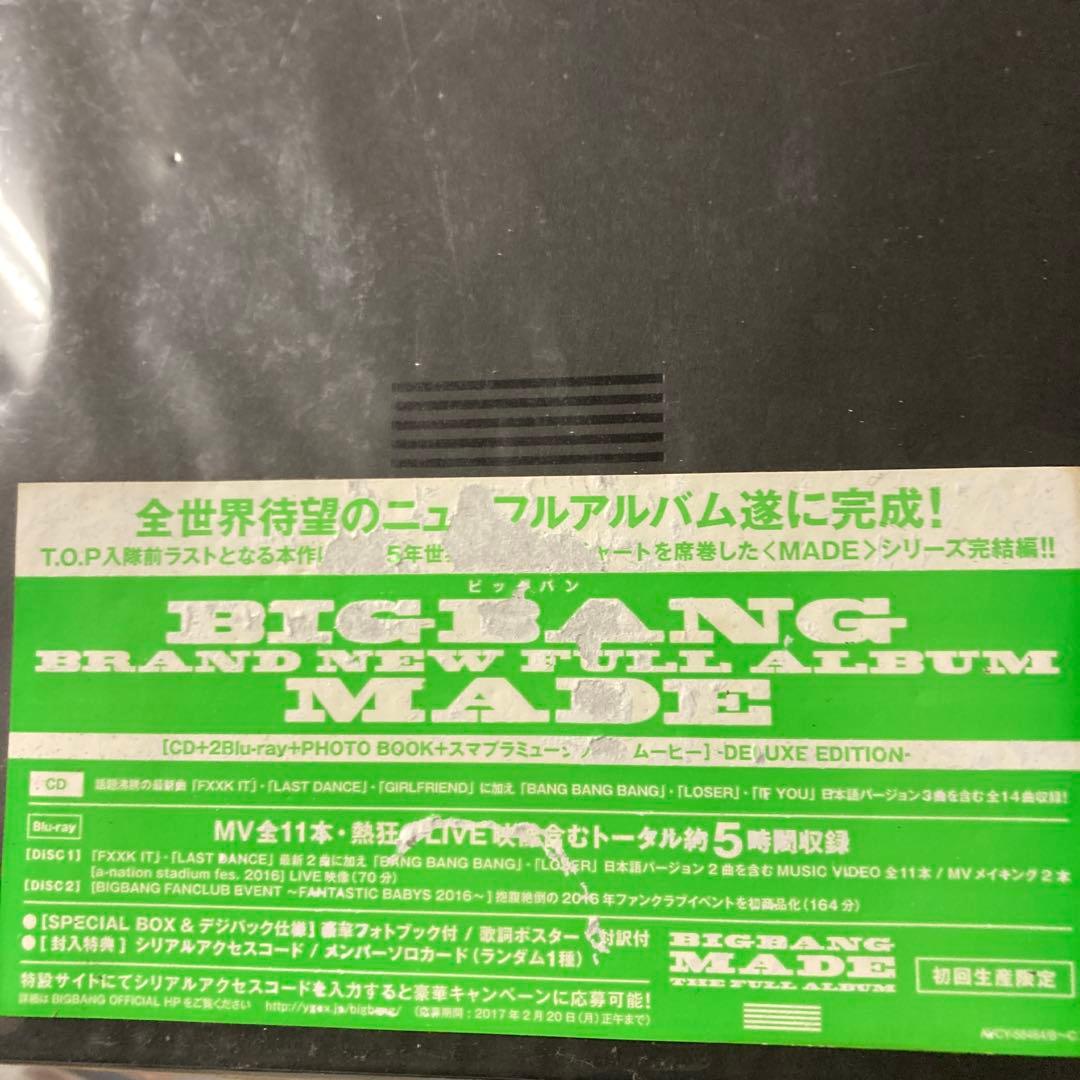 全世界待望のニュ フルアルバム遂に完成!
T.O.P入隊前ラストとなる本作 5年世 ャートを席巻した〈MADE〉シリーズ完結編!!
ビッグバン
BIGBANG
BRAND NEW FULL ALBUM
MADE
[CD+2Blu-ray+PHOTO BOOK+スマプラミュー ムービー] -DELUXE EDITION-
CD 話題沸騰の最新曲「FXXK IT」・「LAST DANCE」・「GIRLFRIEND」に加え「BANG BANG BANG」・「LOSER」・「IF YOU」日本語バージョン3曲を含む全14曲収録!
Blu-ray MV全11本・熱狂 LIVE映像含むトータル約5時間収録
[DISC1] 「FXXK IT」・「LAST DANCE」最新2曲に加え「BANG BANG BANG」・「LOSER」日本語バージョン2曲を含むMUSIC VIDEO 全11本 / MVメイキング2本
[a-nation stadium fes. 2016] LIVE映像(70分)
[DISC2] [BIGBANG FANCLUB EVENT ～FANTASTIC BABYS 2016～] 抱腹絶倒の2016年ファンクラブイベントを初商品化(164分)
●[SPECIAL BOX & デジパック仕様] 豪華フォトブック付 / 歌詞ポスター 対訳付
●[封入特典] シリアルアクセスコード / メンバーソロカード(ランダム1種)
特設サイトにてシリアルアクセスコードを入力すると豪華キャンペーンに応募可能!
詳細はBIGBANG OFFICIAL HPをご覧ください http://ygex.jp/bigbang/ (応募期間:2017年2月20日(月)正午まで)
BIGBANG
MADE
THE FULL ALBUM
初回生産限定